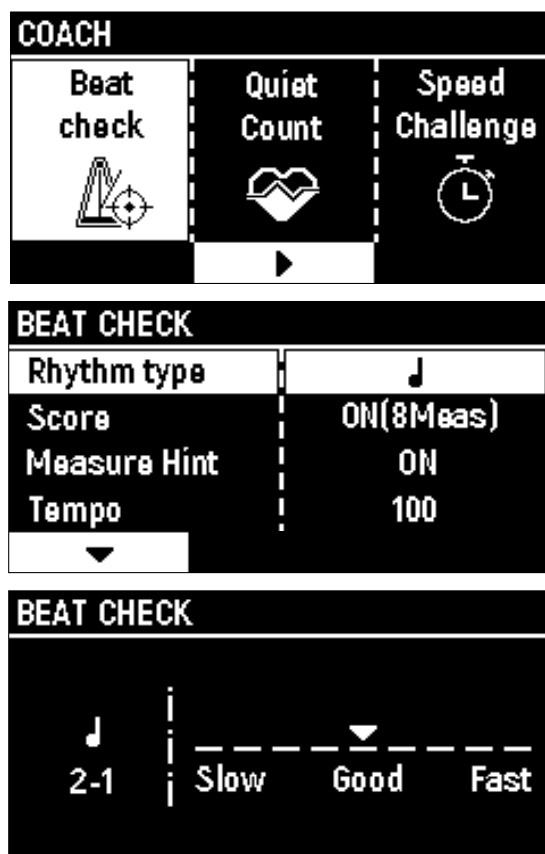 COACH
Beat check
Quiet Count
Speed Challenge
BEAT CHECK
Rhythm type ♩
Score ON(8Meas)
Measure Hint ON
Tempo 100
BEAT CHECK
♩
2-1 Slow Good Fast